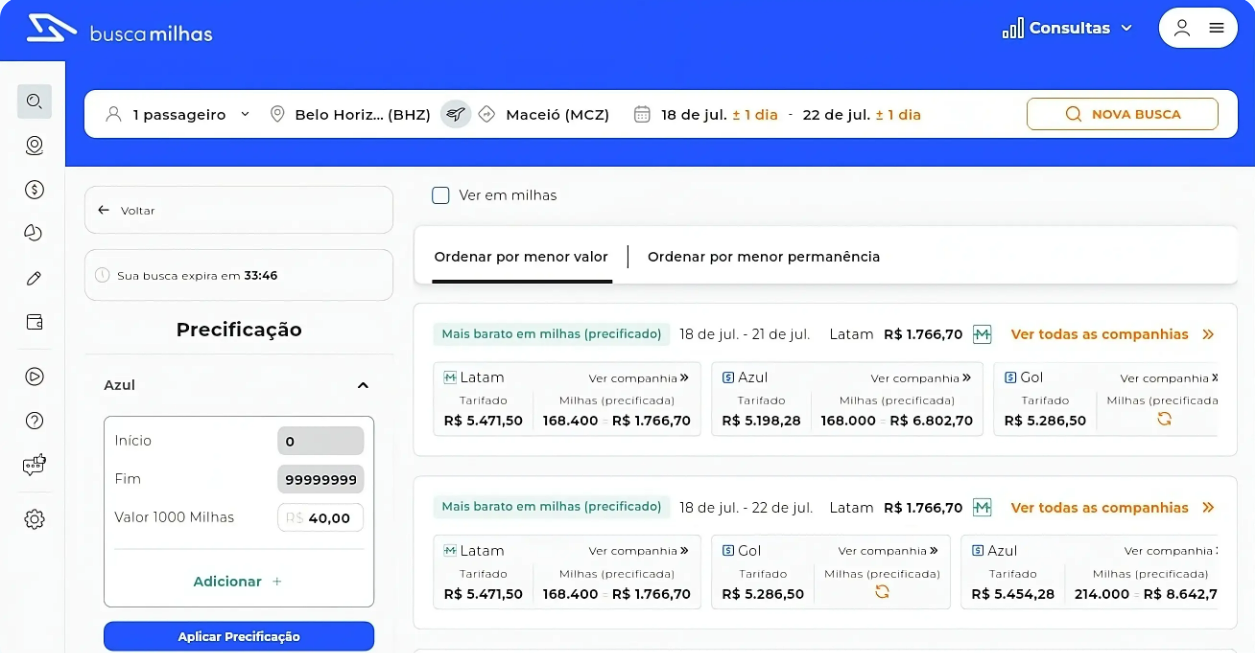 busca milhas
Consultas
1 passageiro Belo Horiz... (BHZ) Maceió (MCZ) 18 de jul. ± 1 dia - 22 de jul. ± 1 dia NOVA BUSCA
Voltar
Sua busca expira em 33:46
Precificação
Azul
Início 0
Fim 99999999
Valor 1000 Milhas R$ 40,00
Adicionar +
Aplicar Precificação
Ver em milhas
Ordenar por menor valor | Ordenar por menor permanência
Mais barato em milhas (precificado) 18 de jul. - 21 de jul. Latam R$ 1.766,70 Ver todas as companhias
Latam Ver companhia Azul Ver companhia Gol Ver companhia
Tarifado Milhas (precificada) Tarifado Milhas (precificada) Tarifado Milhas (precificada
R$ 5.471,50 168.400 = R$ 1.766,70 R$ 5.198,28 168.000 = R$ 6.802,70 R$ 5.286,50
Mais barato em milhas (precificado) 18 de jul. - 22 de jul. Latam R$ 1.766,70 Ver todas as companhias
Latam Ver companhia Gol Ver companhia Azul Ver companhia
Tarifado Milhas (precificada) Tarifado Milhas (precificada) Tarifado Milhas (precificada)
R$ 5.471,50 168.400 = R$ 1.766,70 R$ 5.286,50 R$ 5.454,28 214.000 = R$ 8.642,7